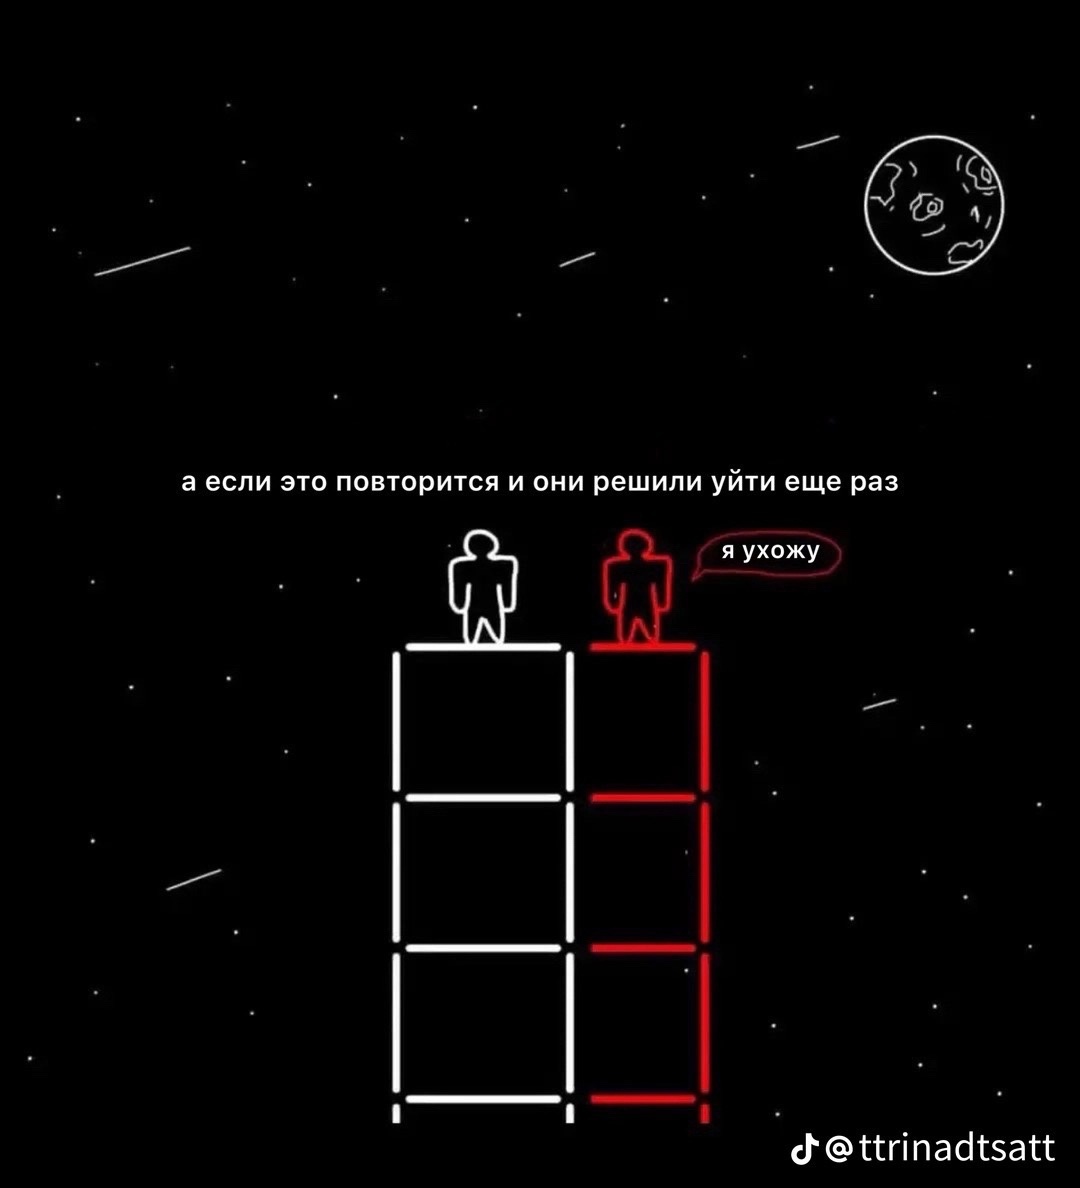 а если это повторится и они решили уйти еще раз
я ухожу
@ttrinadtsatt